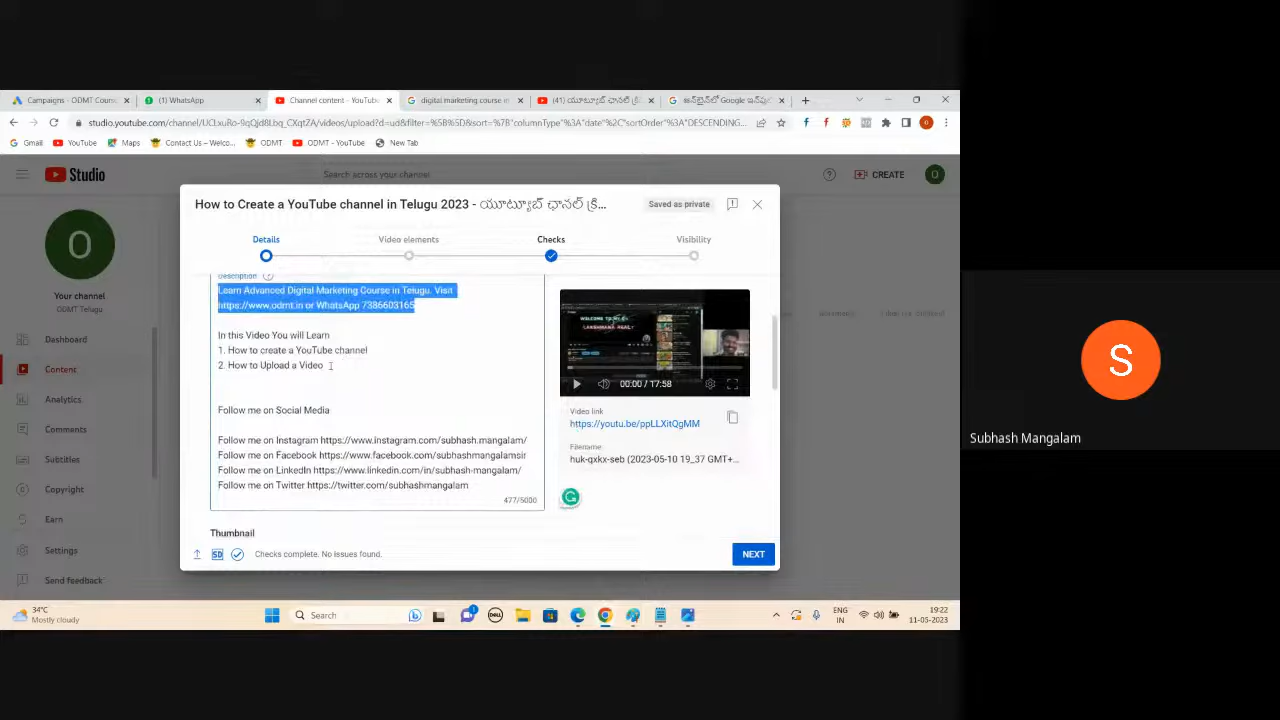 Campaigns - ODMT Course
(1) WhatsApp
Channel content - YouTube
digital marketing course in
(41) యూట్యూబ్ ఛానల్ క్రి
ఆన్‌లైన్‌లో Google ఇన్‌పుట్
studio.youtube.com/channel/UCLxuRo-9qQjd8Lbq_CXqtZA/videos/upload?d=ud&filter=%5B%5D&sort=%7B"columnType"%3A"date"%2C"sortOrder"%3A"DESCENDING...
Gmail
YouTube
Maps
Contact Us – Welco...
ODMT
ODMT - YouTube
New Tab
Studio
Search across your channel
CREATE
O
O
Your channel
ODMT Telugu
Dashboard
Content
Analytics
Comments
Subtitles
Copyright
Earn
Settings
Send feedback
How to Create a YouTube channel in Telugu 2023 - యూట్యూబ్ ఛానల్ క్రి...
Saved as private
Details
Video elements
Checks
Visibility
Description
Learn Advanced Digital Marketing Course in Telugu. Visit
https://www.odmt.in or WhatsApp 7386603165
In this Video You will Learn
1. How to create a YouTube channel
2. How to Upload a Video
Follow me on Social Media
Follow me on Instagram https://www.instagram.com/subhash.mangalam/
Follow me on Facebook https://www.facebook.com/subhashmangalamsir
Follow me on LinkedIn https://www.linkedin.com/in/subhash-mangalam/
Follow me on Twitter https://twitter.com/subhashmangalam
477/5000
00:00 / 17:58
Video link
https://youtu.be/ppLLXitQgMM
Filename
huk-qxkx-seb (2023-05-10 19_37 GMT+...
Thumbnail
SD
Checks complete. No issues found.
NEXT
34°C
Mostly cloudy
Search
DELL
ENG
IN
19:22
11-05-2023
S
Subhash Mangalam